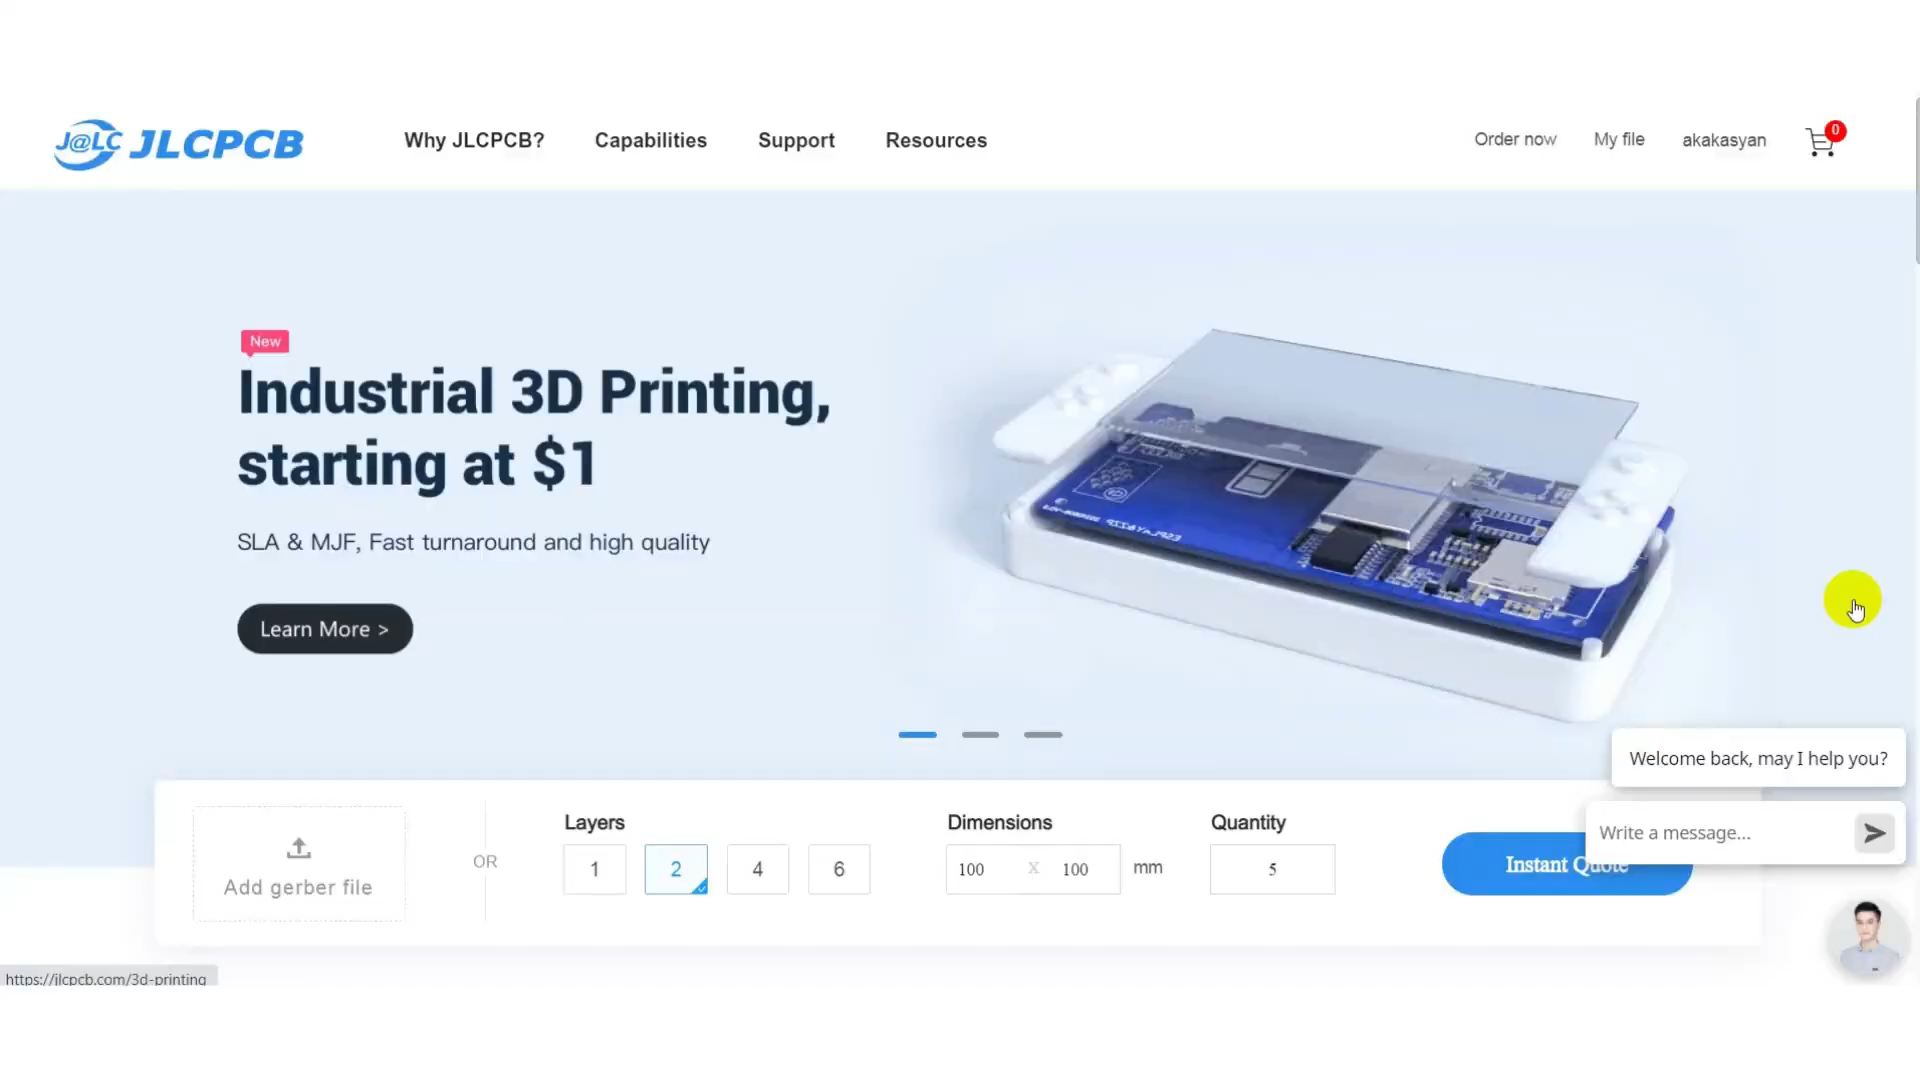 J@LC JLCPCB
Why JLCPCB?
Capabilities
Support
Resources
Order now
My file
akakasyan
0
New
Industrial 3D Printing,
starting at $1
SLA & MJF, Fast turnaround and high quality
Learn More >
Welcome back, may I help you?
Write a message...
Add gerber file
OR
Layers
1
2
4
6
Dimensions
100 X 100 mm
Quantity
5
Instant Quote
https://jlcpcb.com/3d-printing